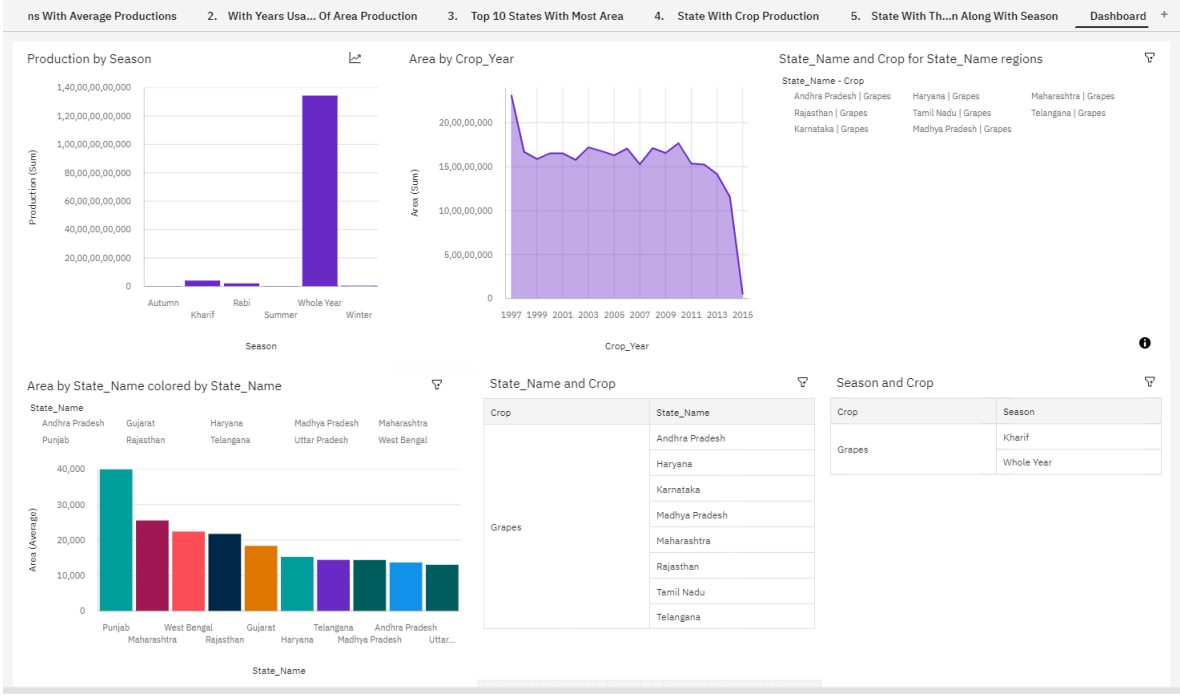 ns With Average Productions 2. With Years Usa... Of Area Production 3. Top 10 States With Most Area 4. State With Crop Production 5. State With Th...n Along With Season Dashboard +
Production by Season
1,40,00,00,00,000
1,20,00,00,00,000
1,00,00,00,00,000
80,00,00,00,000
60,00,00,00,000
40,00,00,00,000
20,00,00,00,000
0
Production (Sum)
Autumn Rabi Whole Year
Kharif Summer Winter
Season
Area by Crop_Year
20,00,00,000
15,00,00,000
10,00,00,000
5,00,00,000
0
Area (Sum)
1997 1999 2001 2003 2005 2007 2009 2011 2013 2015
Crop_Year
State_Name and Crop for State_Name regions
State_Name - Crop
Andhra Pradesh | Grapes Haryana | Grapes Maharashtra | Grapes
Rajasthan | Grapes Tamil Nadu | Grapes Telangana | Grapes
Karnataka | Grapes Madhya Pradesh | Grapes
Area by State_Name colored by State_Name
State_Name
Andhra Pradesh Gujarat Haryana Madhya Pradesh Maharashtra
Punjab Rajasthan Telangana Uttar Pradesh West Bengal
40,000
30,000
20,000
10,000
0
Area (Average)
Punjab West Bengal Gujarat Telangana Andhra Pradesh
Maharashtra Rajasthan Haryana Madhya Pradesh Uttar...
State_Name
State_Name and Crop
Crop State_Name
Grapes
Andhra Pradesh
Haryana
Karnataka
Madhya Pradesh
Maharashtra
Rajasthan
Tamil Nadu
Telangana
Season and Crop
Crop Season
Grapes
Kharif
Whole Year